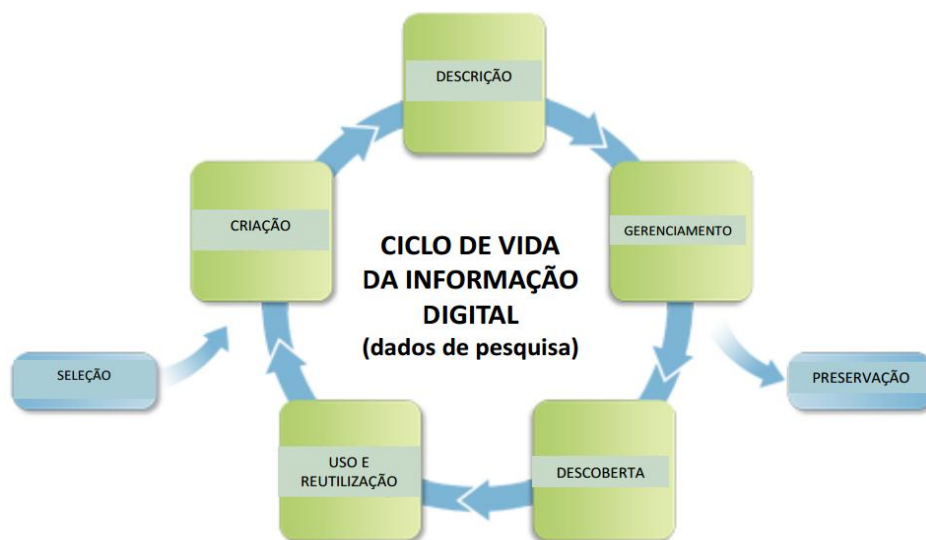 DESCRIÇÃO
CRIAÇÃO
GERENCIAMENTO
CICLO DE VIDA
DA INFORMAÇÃO
DIGITAL
(dados de pesquisa)
SELEÇÃO
PRESERVAÇÃO
USO E
REUTILIZAÇÃO
DESCOBERTA